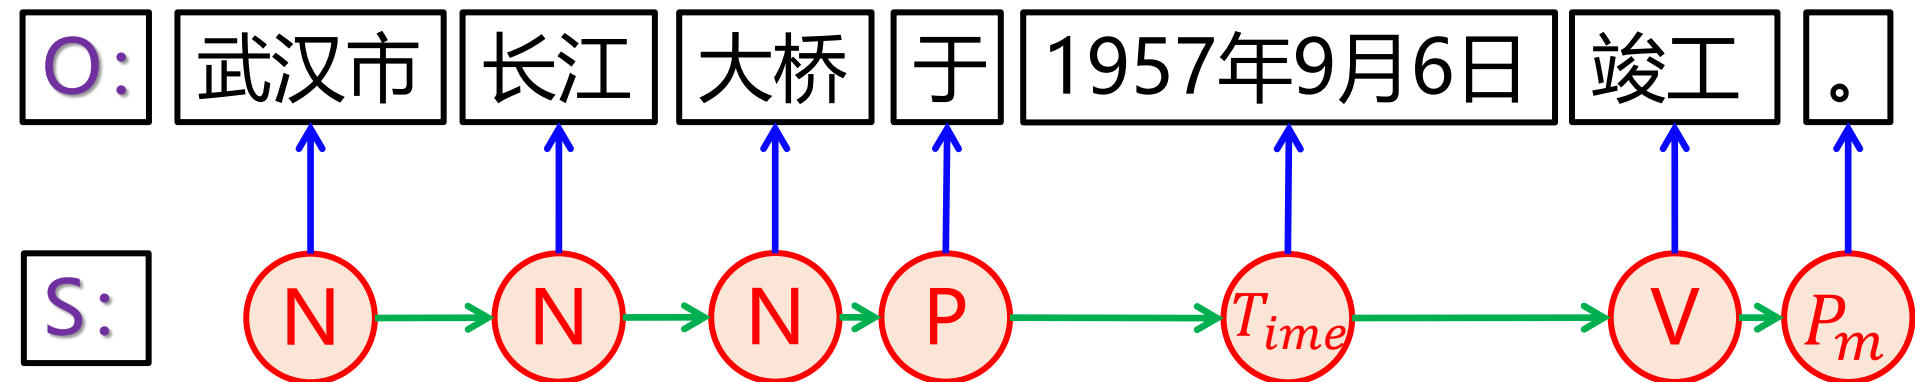 O: 武汉市 长江 大桥 于 1957年9月6日 竣工 。
S: N N N P Time V Pm